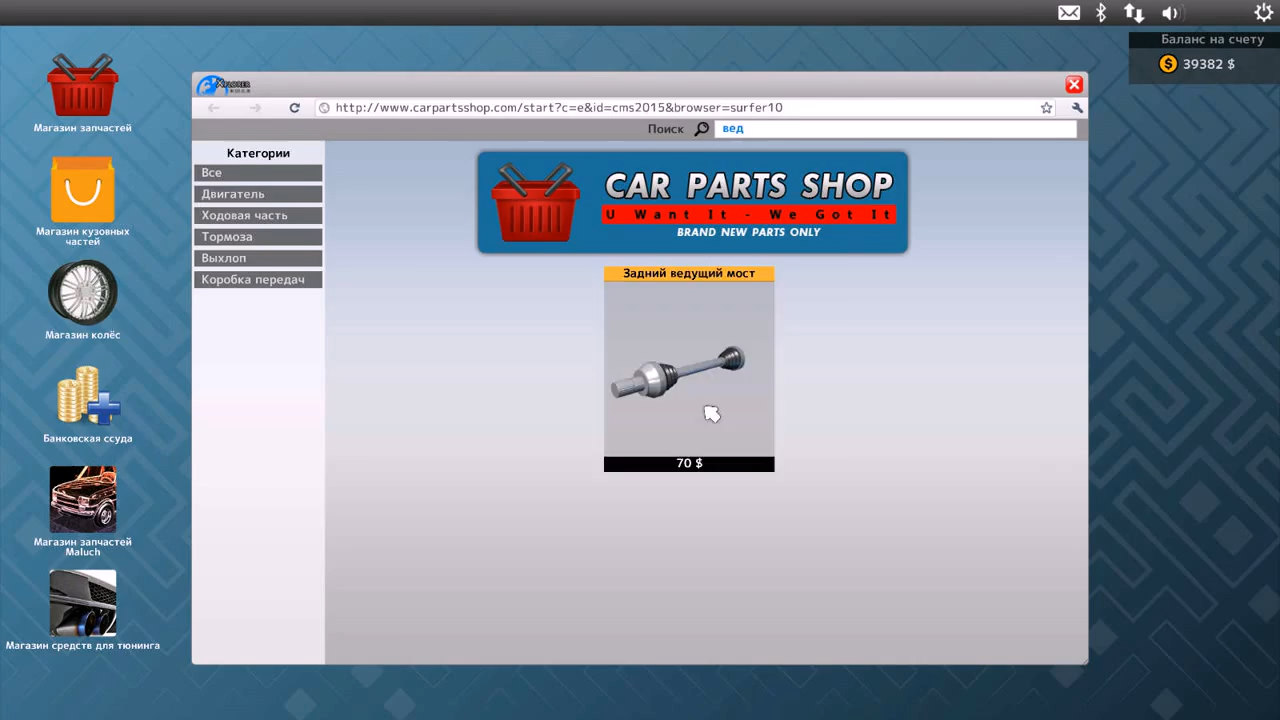 Баланс на счету
39382 $
Магазин запчастей
Магазин кузовных
частей
Магазин колёс
Банковская ссуда
Магазин запчастей
Maluch
Магазин средств для тюнинга
http://www.carpartsshop.com/start?c=e&id=cms2015&browser=surfer10
Поиск
вед
Категории
Все
Двигатель
Ходовая часть
Тормоза
Выхлоп
Коробка передач
CAR PARTS SHOP
U Want It - We Got It
BRAND NEW PARTS ONLY
Задний ведущий мост
70 $